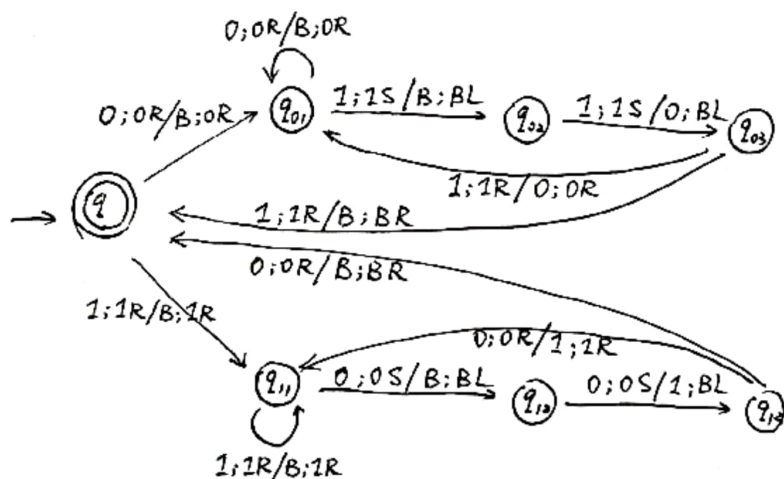 0;0R/B;0R
q01
1;1S/B;BL
q02
1;1S/0;BL
q03
0;0R/B;0R
1;1R/0;0R
q
1;1R/B;BR
0;0R/B;BR
1;1R/B;1R
0;0R/1;1R
q11
0;0S/B;BL
q12
0;0S/1;BL
q13
1;1R/B;1R